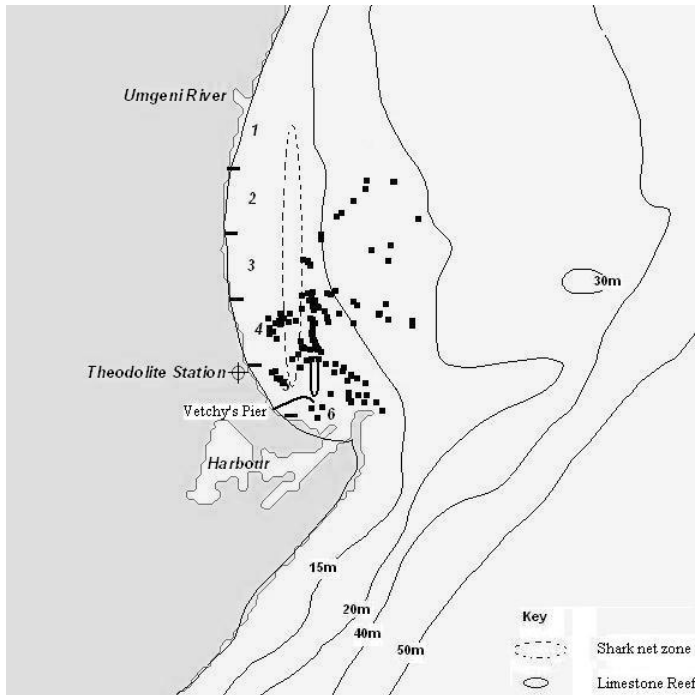 Umgeni River
1
2
3
30m
4
Theodolite Station
5
Vetchy's Pier
6
Harbour
15m
20m
Key
40m
50m
Shark net zone
Limestone Reef